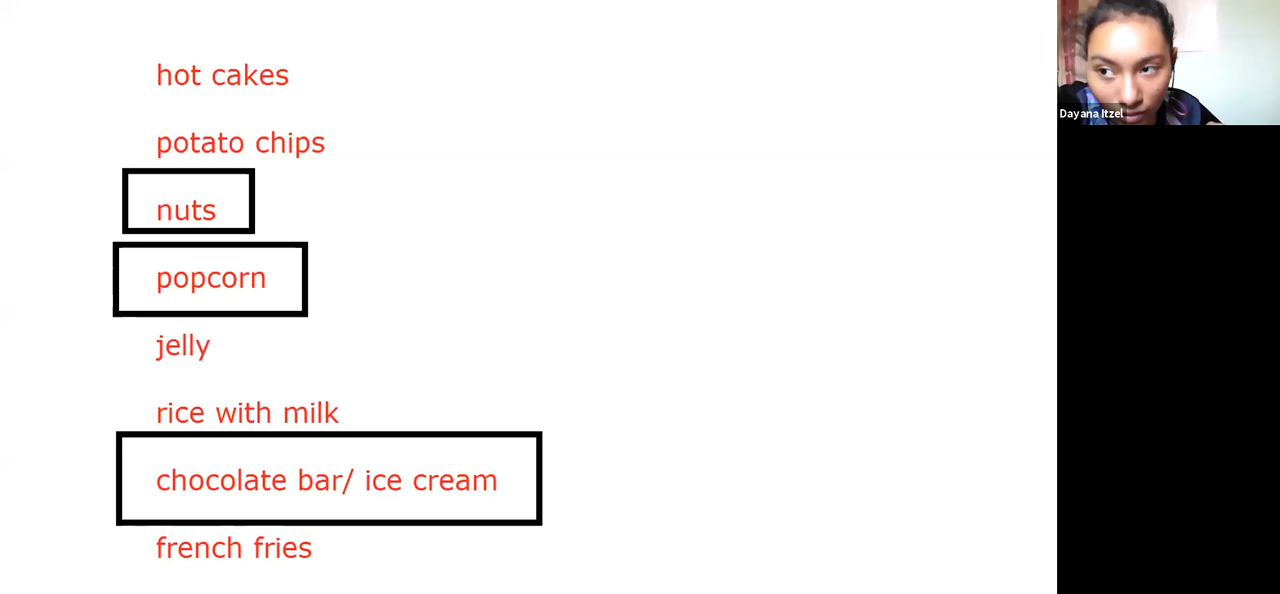 hot cakes
potato chips
nuts
popcorn
jelly
rice with milk
chocolate bar/ ice cream
french fries
Dayana Itzel